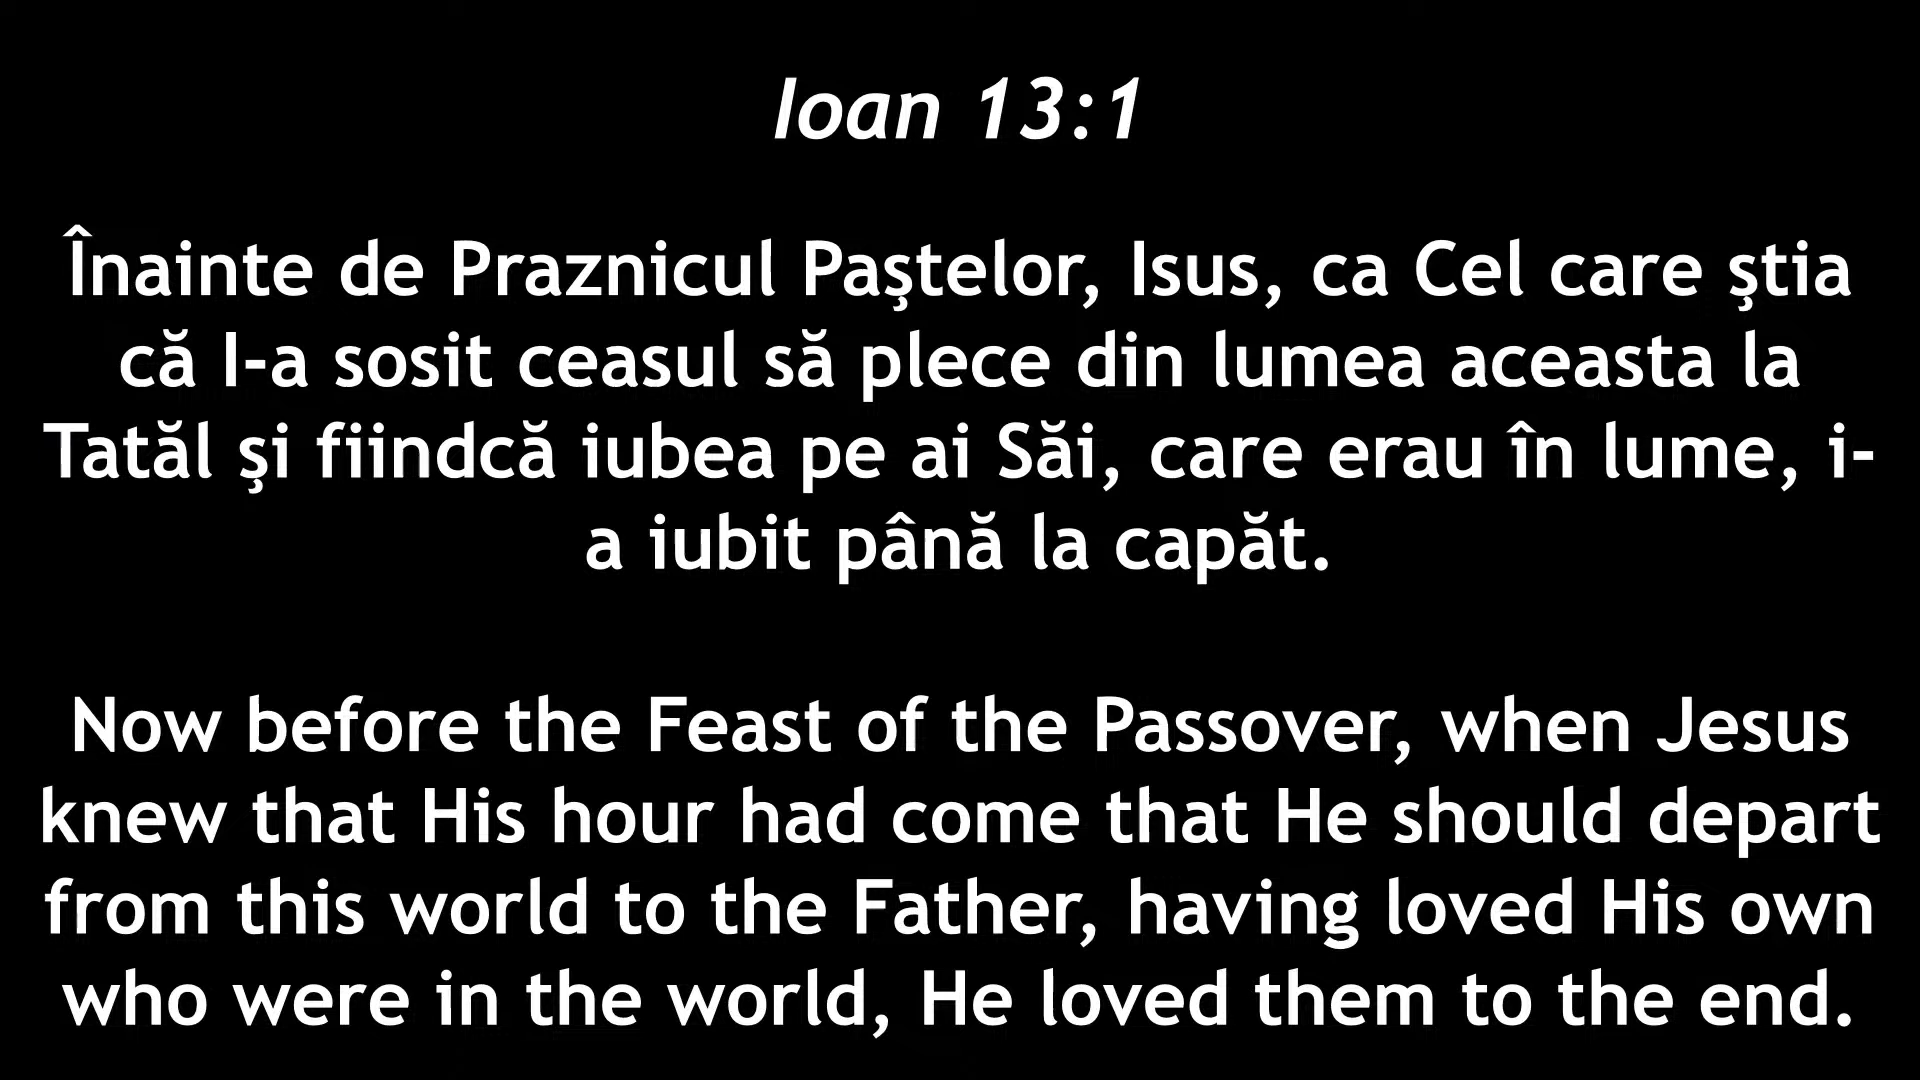 Ioan 13:1
Înainte de Praznicul Paştelor, Isus, ca Cel care ştia
că I-a sosit ceasul să plece din lumea aceasta la
Tatăl şi fiindcă iubea pe ai Săi, care erau în lume, i-
a iubit până la capăt.
Now before the Feast of the Passover, when Jesus
knew that His hour had come that He should depart
from this world to the Father, having loved His own
who were in the world, He loved them to the end.